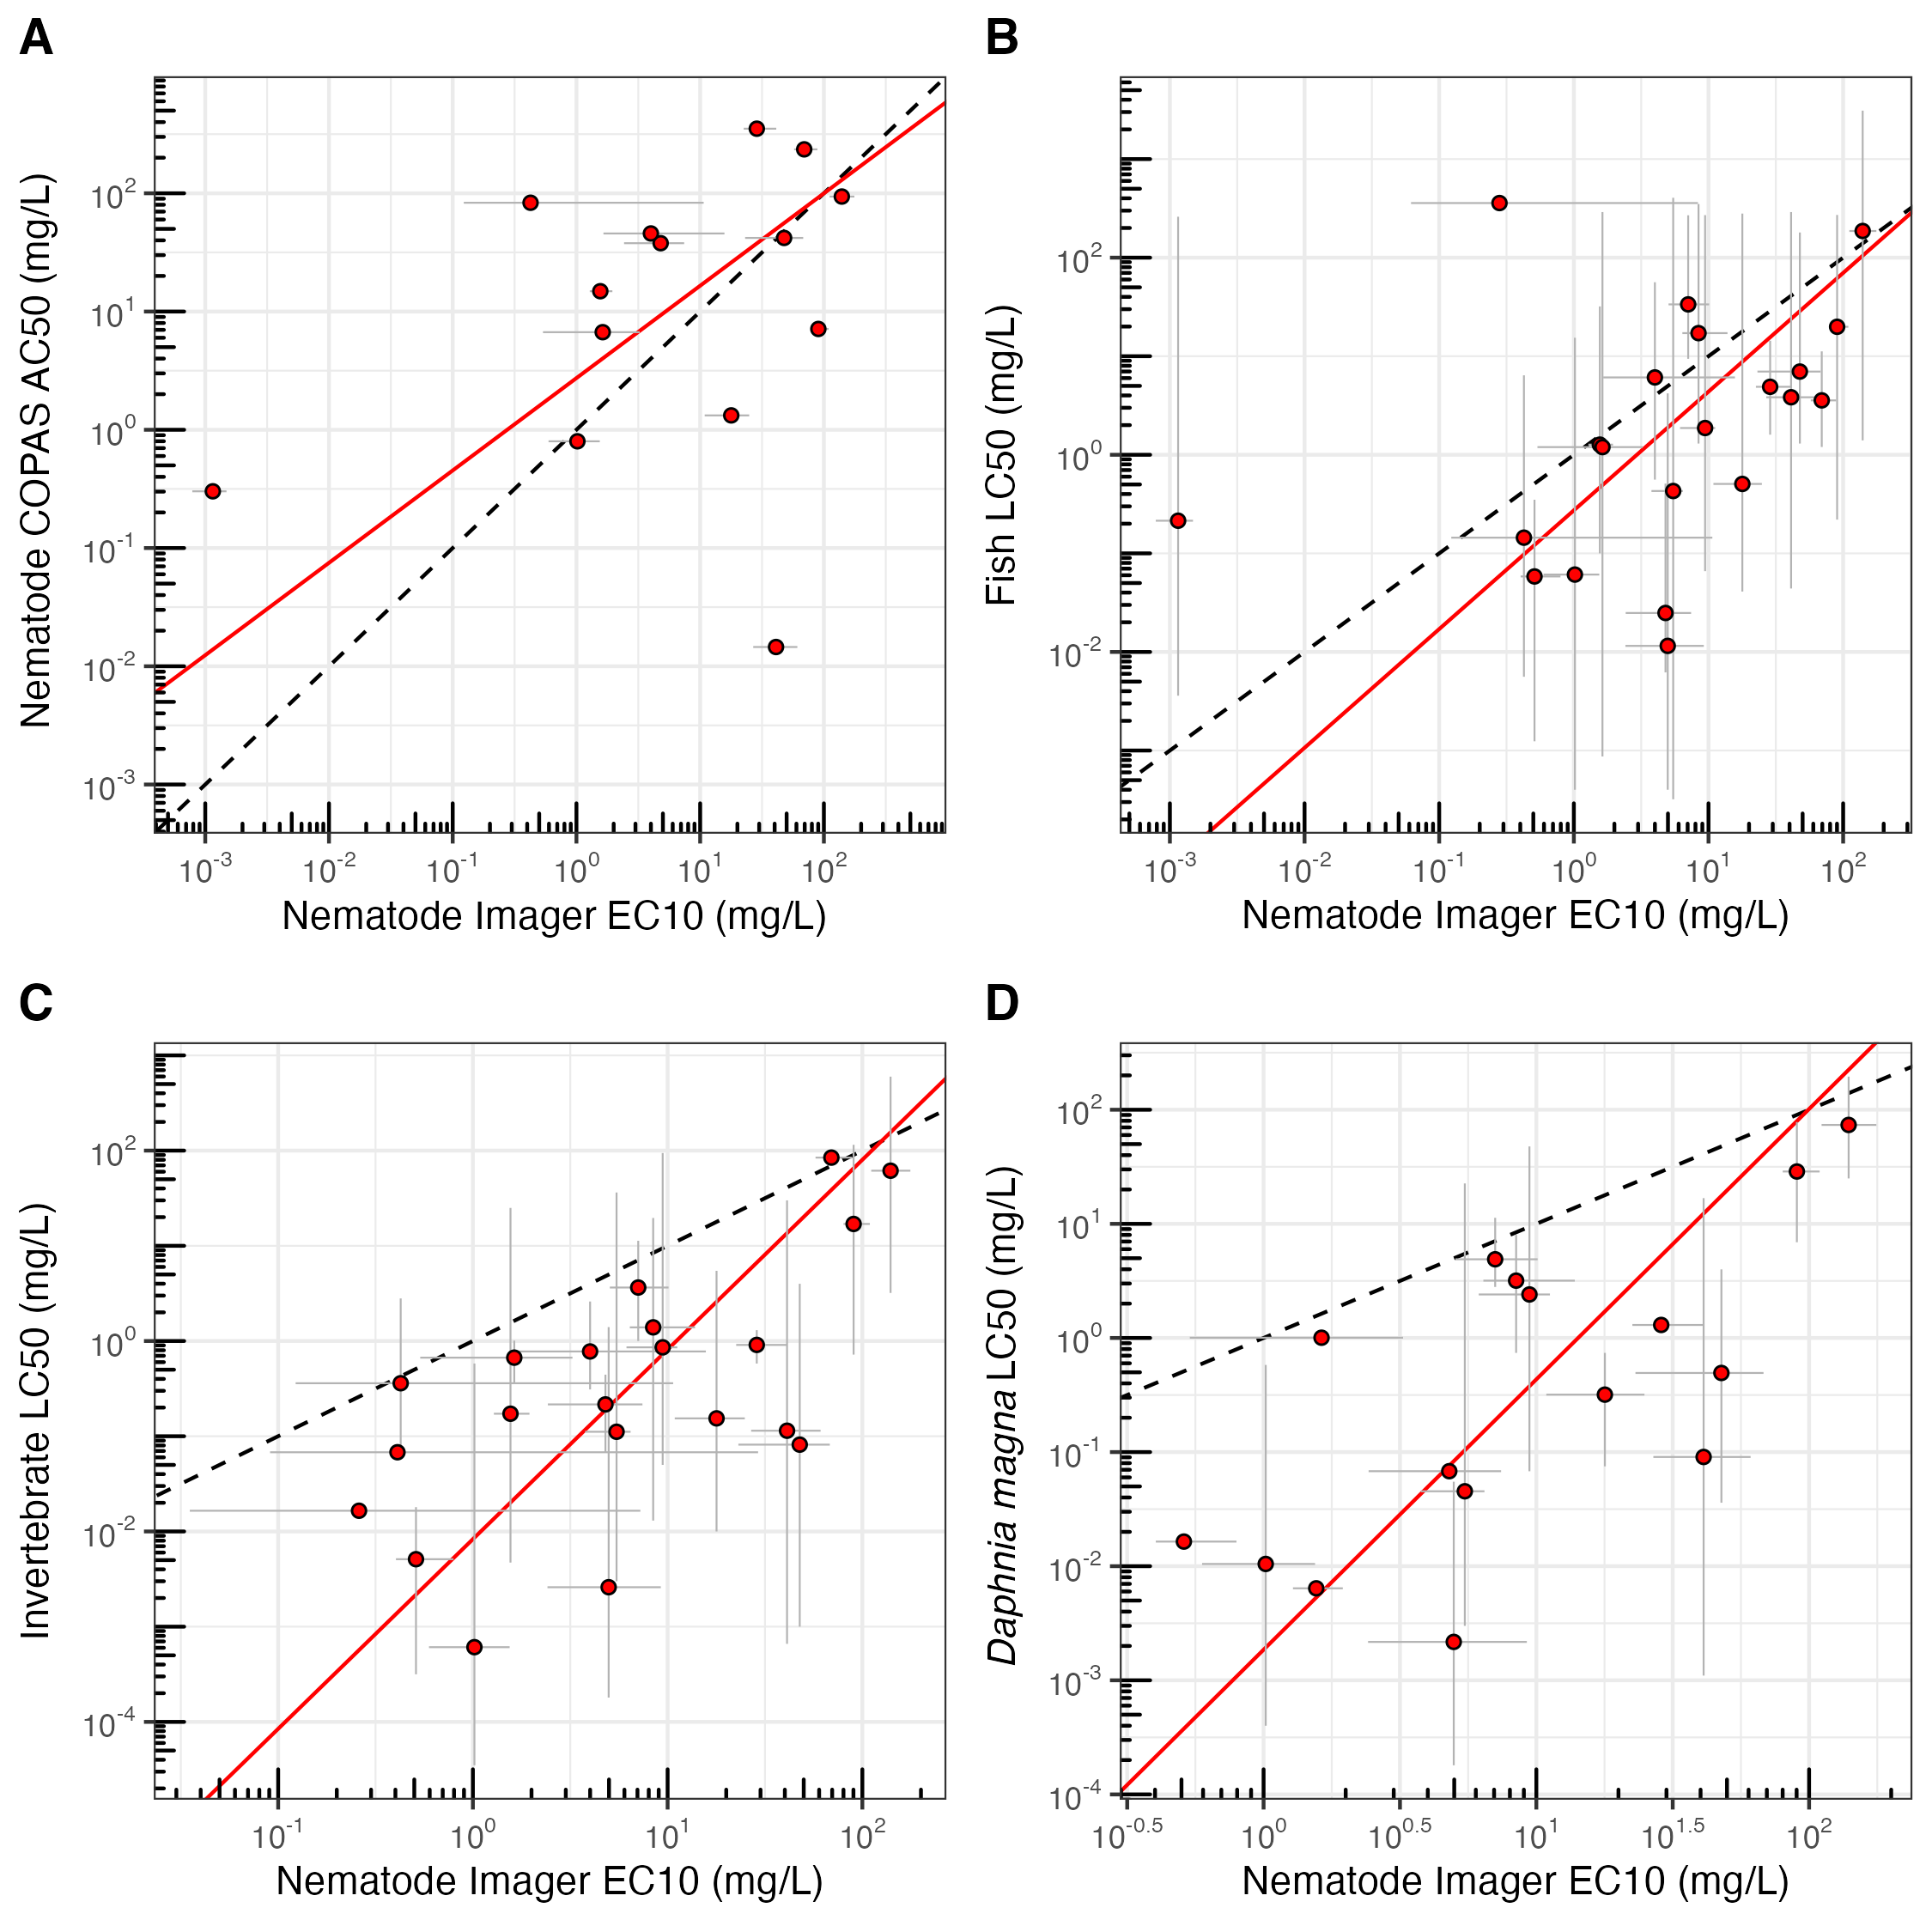 A
Nematode COPAS AC50 (mg/L)
10^2
10^1
10^0
10^-1
10^-2
10^-3
10^-3 10^-2 10^-1 10^0 10^1 10^2
Nematode Imager EC10 (mg/L)
B
Fish LC50 (mg/L)
10^2
10^0
10^-2
10^-3 10^-2 10^-1 10^0 10^1 10^2
Nematode Imager EC10 (mg/L)
C
Invertebrate LC50 (mg/L)
10^2
10^0
10^-2
10^-4
10^-1 10^0 10^1 10^2
Nematode Imager EC10 (mg/L)
D
Daphnia magna LC50 (mg/L)
10^2
10^1
10^0
10^-1
10^-2
10^-3
10^-4
10^-0.5 10^0 10^0.5 10^1 10^1.5 10^2
Nematode Imager EC10 (mg/L)